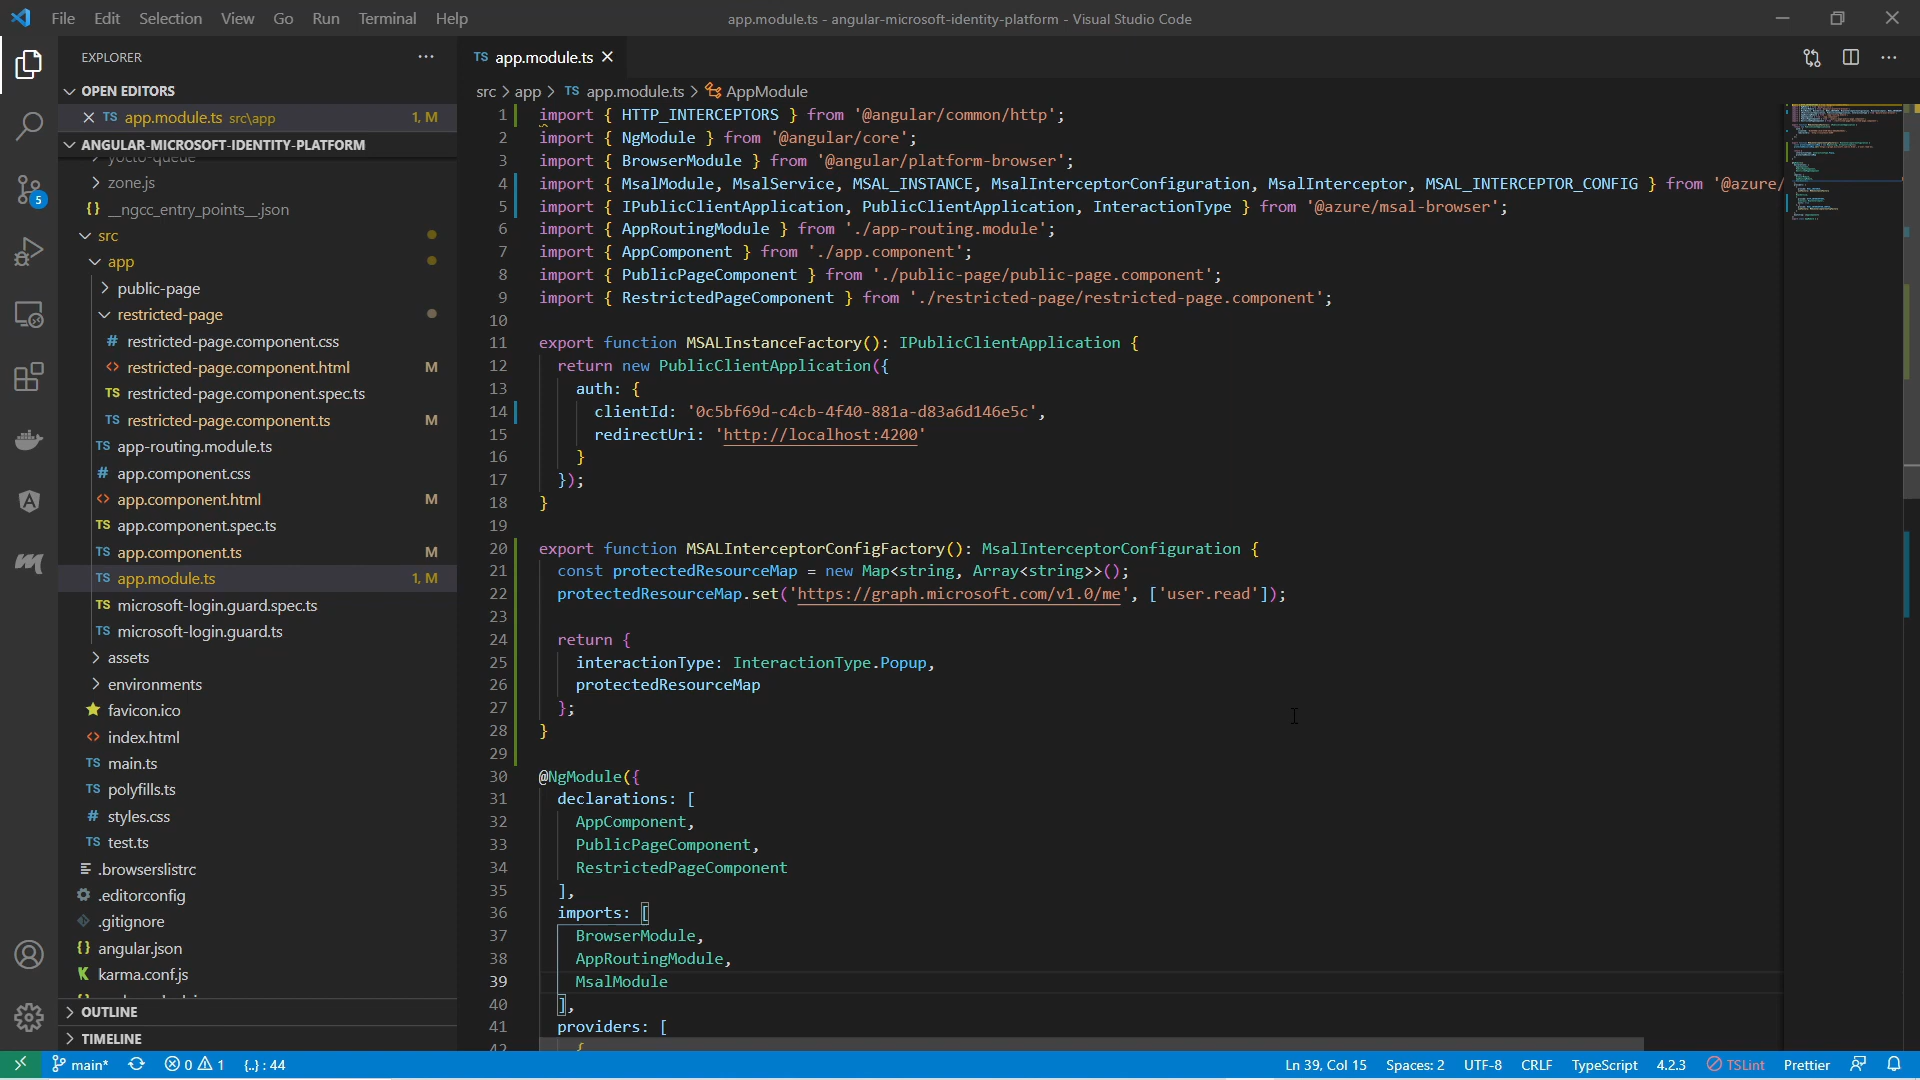 File Edit Selection View Go Run Terminal Help
app.module.ts - angular-microsoft-identity-platform - Visual Studio Code
EXPLORER
OPEN EDITORS
TS app.module.ts src\app 1, M
ANGULAR-MICROSOFT-IDENTITY-PLATFORM
yocto-queue
zone.js
{} __ngcc_entry_points__.json
src
app
public-page
restricted-page
# restricted-page.component.css
<> restricted-page.component.html M
TS restricted-page.component.spec.ts
TS restricted-page.component.ts M
TS app-routing.module.ts
# app.component.css
<> app.component.html M
TS app.component.spec.ts
TS app.component.ts M
TS app.module.ts 1, M
TS microsoft-login.guard.spec.ts
TS microsoft-login.guard.ts
assets
environments
favicon.ico
<> index.html
TS main.ts
TS polyfills.ts
# styles.css
TS test.ts
.browserslistrc
.editorconfig
.gitignore
{} angular.json
K karma.conf.js
OUTLINE
TIMELINE
5
TS app.module.ts
src > app > TS app.module.ts > AppModule
1 import { HTTP_INTERCEPTORS } from '@angular/common/http';
2 import { NgModule } from '@angular/core';
3 import { BrowserModule } from '@angular/platform-browser';
4 import { MsalModule, MsalService, MSAL_INSTANCE, MsalInterceptorConfiguration, MsalInterceptor, MSAL_INTERCEPTOR_CONFIG } from '@azure/
5 import { IPublicClientApplication, PublicClientApplication, InteractionType } from '@azure/msal-browser';
6 import { AppRoutingModule } from './app-routing.module';
7 import { AppComponent } from './app.component';
8 import { PublicPageComponent } from './public-page/public-page.component';
9 import { RestrictedPageComponent } from './restricted-page/restricted-page.component';
10
11 export function MSALInstanceFactory(): IPublicClientApplication {
12 return new PublicClientApplication({
13 auth: {
14 clientId: '0c5bf69d-c4cb-4f40-881a-d83a6d146e5c',
15 redirectUri: 'http://localhost:4200'
16 }
17 });
18 }
19
20 export function MSALInterceptorConfigFactory(): MsalInterceptorConfiguration {
21 const protectedResourceMap = new Map<string, Array<string>>();
22 protectedResourceMap.set('https://graph.microsoft.com/v1.0/me', ['user.read']);
23
24 return {
25 interactionType: InteractionType.Popup,
26 protectedResourceMap
27 };
28 }
29
30 @NgModule({
31 declarations: [
32 AppComponent,
33 PublicPageComponent,
34 RestrictedPageComponent
35 ],
36 imports: [
37 BrowserModule,
38 AppRoutingModule,
39 MsalModule
40 ],
41 providers: [
42 {
main* 0 1 {..} : 44
Ln 39, Col 15 Spaces: 2 UTF-8 CRLF TypeScript 4.2.3 TSLint Prettier